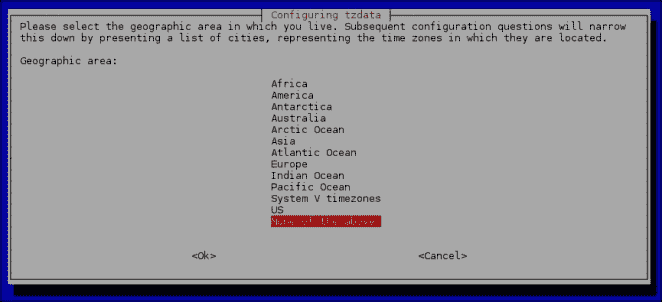 Configuring tzdata
Please select the geographic area in which you live. Subsequent configuration questions will narrow
this down by presenting a list of cities, representing the time zones in which they are located.
Geographic area:
Africa
America
Antarctica
Australia
Arctic Ocean
Asia
Atlantic Ocean
Europe
Indian Ocean
Pacific Ocean
System V timezones
US
None of the above
<Ok> <Cancel>